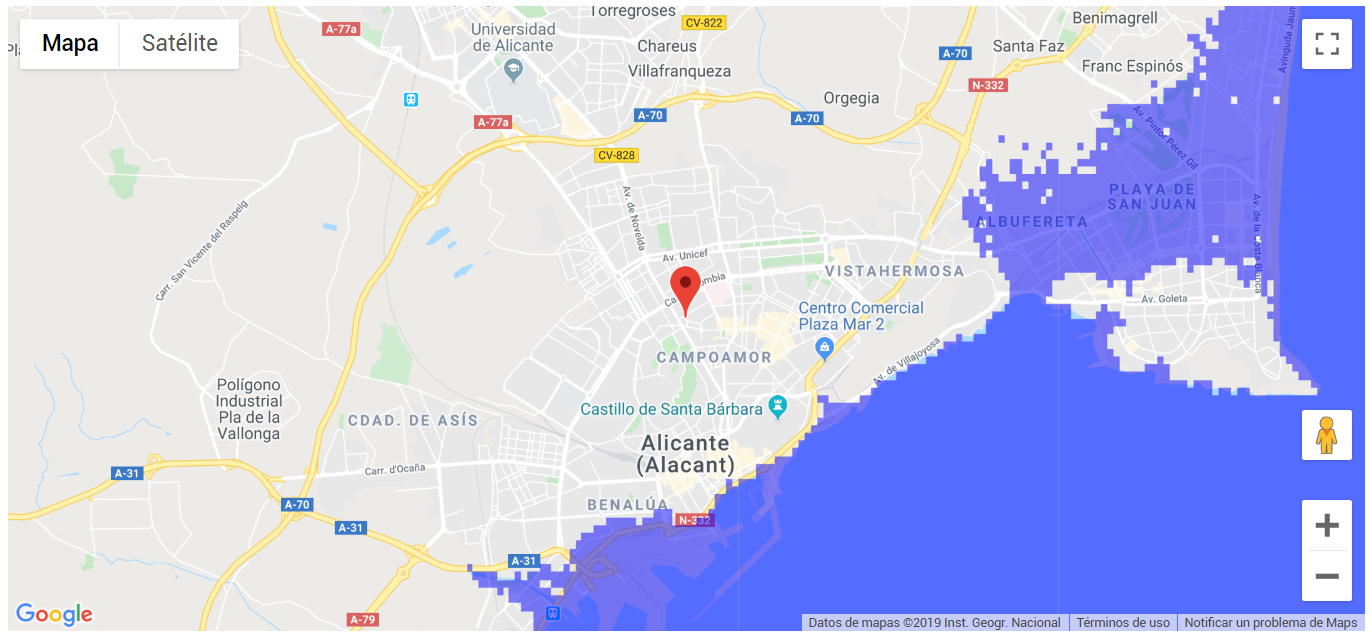 Mapa
Satélite
A-77a
Universidad
de Alicante
Torregroses
CV-822
Chareus
Villafranqueza
Benimagrell
Santa Faz
A-70
Franc Espinós
N-332
Orgegia
A-77a
A-70
A-70
CV-828
Av. Pintor Pérez Gil
Avinguda Jaum
Av. de Novelda
Carr. San Vicente del Raspeig
PLAYA DE
SAN JUAN
ALBUFERETA
Av. de la Costa Blanca
Av. Unicef
VISTAHERMOSA
Av. Goleta
Centro Comercial
Plaza Mar 2
CAMPOAMOR
Av. de Villajoyosa
Polígono
Industrial
Pla de la
Vallonga
CDAD. DE ASÍS
Castillo de Santa Bárbara
Alicante
(Alacant)
Carr. d'Ocaña
A-31
A-70
BENALÚA
N-332
A-31
A-31
A-79
Google
Datos de mapas ©2019 Inst. Geogr. Nacional
Términos de uso
Notificar un problema de Maps